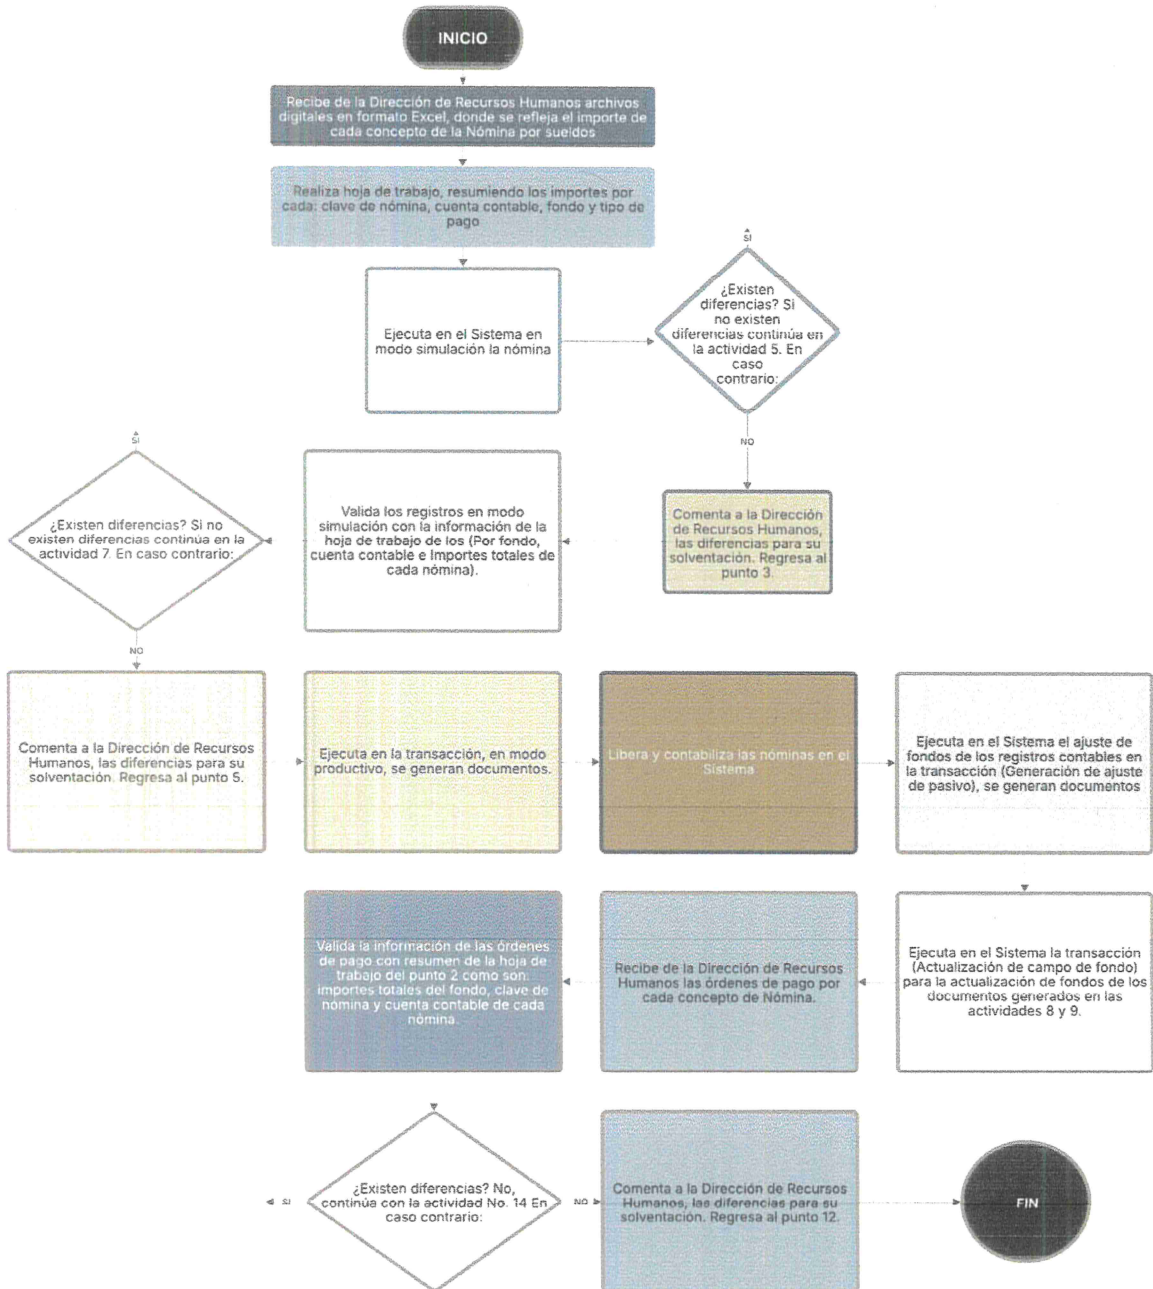 INICIO
Recibe de la Dirección de Recursos Humanos archivos
digitales en formato Excel, donde se refleja el importe de
cada concepto de la Nómina por sueldos
Realiza hoja de trabajo, resumiendo los importes por
cada: clave de nómina, cuenta contable, fondo y tipo de
pago
Ejecuta en el Sistema en
modo simulación la nómina
SI
¿Existen
diferencias? Si
no existen
diferencias continúa en
la actividad 5. En
caso
contrario:
NO
Comenta a la Dirección
de Recursos Humanos,
las diferencias para su
solventación. Regresa al
punto 3.
Valida los registros en modo
simulación con la información de la
hoja de trabajo de los (Por fondo,
cuenta contable e Importes totales de
cada nómina).
SI
¿Existen diferencias? Si no
existen diferencias continúa en la
actividad 7. En caso contrario:
NO
Comenta a la Dirección de Recursos
Humanos, las diferencias para su
solventación. Regresa al punto 5.
Ejecuta en la transacción, en modo
productivo, se generan documentos.
Libera y contabiliza las nóminas en el
Sistema
Ejecuta en el Sistema el ajuste de
fondos de los registros contables en
la transacción (Generación de ajuste
de pasivo), se generan documentos
Ejecuta en el Sistema la transacción
(Actualización de campo de fondo)
para la actualización de fondos de los
documentos generados en las
actividades 8 y 9.
Recibe de la Dirección de Recursos
Humanos las órdenes de pago por
cada concepto de Nómina.
Valida la información de las órdenes
de pago con resumen de la hoja de
trabajo del punto 2 como son:
importes totales del fondo, clave de
nómina y cuenta contable de cada
nómina.
SI
¿Existen diferencias? No,
continúa con la actividad No. 14 En
caso contrario:
NO
Comenta a la Dirección de Recursos
Humanos, las diferencias para su
solventación. Regresa al punto 12.
FIN